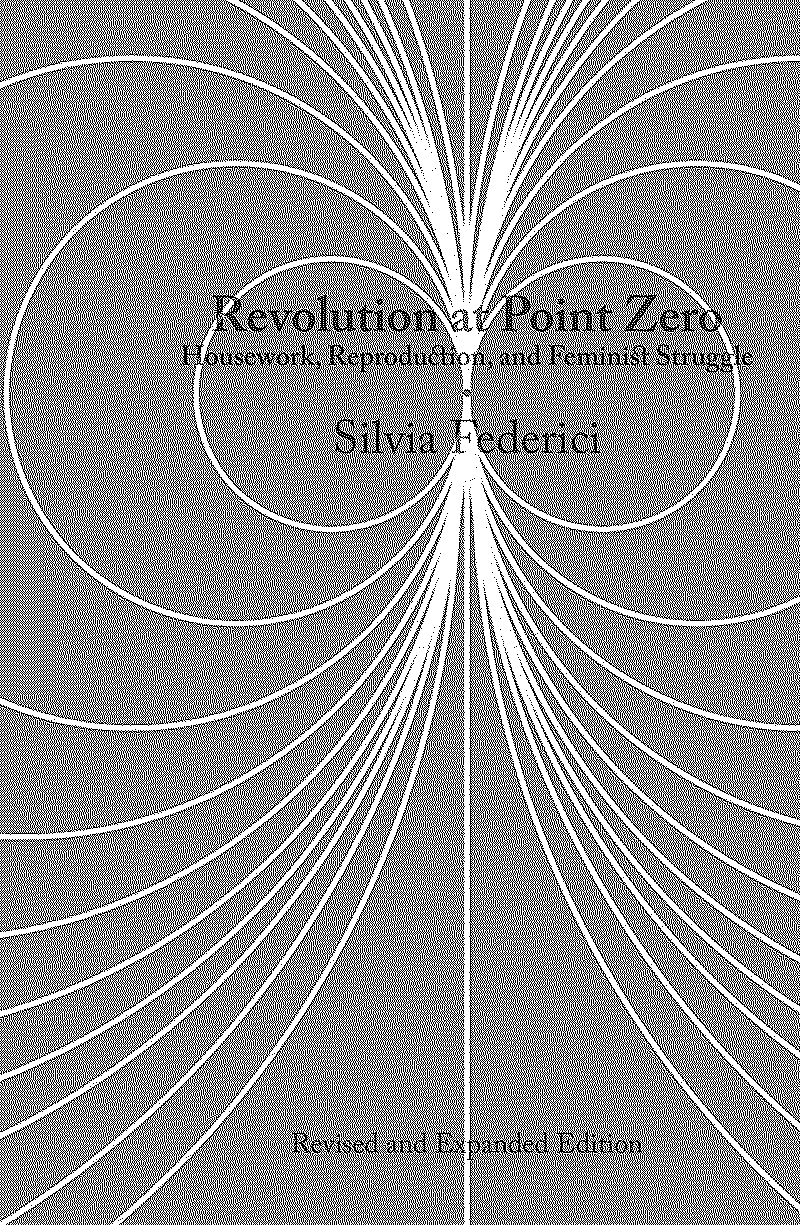 Revolution at Point Zero
Housework, Reproduction, and Feminist Struggle
Silvia Federici
Revised and Expanded Edition